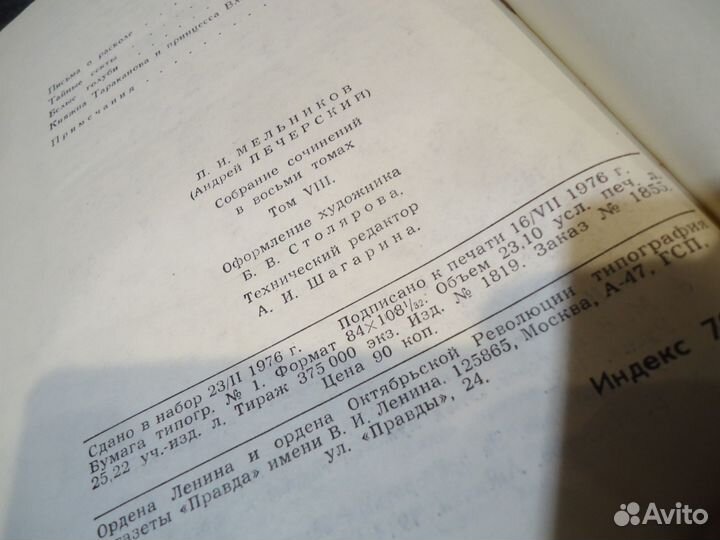 Письма о расколе . . . . .
Тайные секты . . . . .
Белые голуби . . . . .
Княжна Тараканова и принцесса Вл
Примечания . . . . .
П. И. МЕЛЬНИКОВ
(Андрей ПЕЧЕРСКИЙ)
Собрание сочинений
в восьми томах
Том VIII.
Оформление художника
Б. В. Столярова.
Технический редактор
А. И. Шагарина.
Сдано в набор 23/II 1976 г. Подписано к печати 16/VII 1976 г.
Бумага типогр. № 1. Формат 84×108¹/₃₂. Объем 23,10 усл. печ. л.
25,22 уч.-изд. л. Тираж 375 000 экз. Изд. № 1819. Заказ № 1855.
Цена 90 коп.
Ордена Ленина и ордена Октябрьской Революции типография
газеты «Правда» имени В. И. Ленина. 125865, Москва, А-47, ГСП,
ул. «Правды», 24.
Индекс 7
Avito